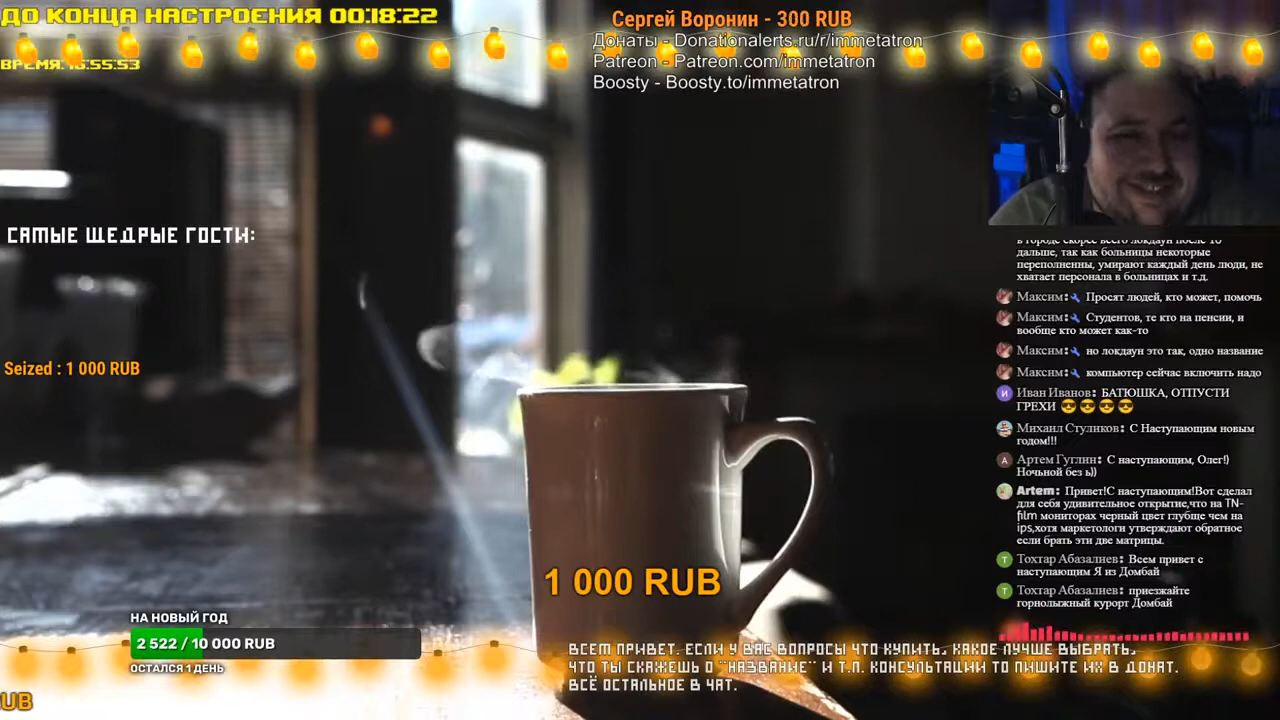 ДО КОНЦА НАСТРОЕНИЯ 00:18:22
Сергей Воронин - 300 RUB
Донаты - Donationalerts.ru/r/immetatron
Patreon - Patreon.com/immetatron
Boosty - Boosty.to/immetatron
САМЫЕ ЩЕДРЫЕ ГОСТИ:
Seized : 1 000 RUB
в городе скорее всего локдаун после 10
дальше, так как больницы некоторые
переполненны, умирают каждый день люди, не
хватает персонала в больницах и т.д.
Максим: Просят людей, кто может, помочь
Максим: Студентов, те кто на пенсии, и
вообще кто может как-то
Максим: но локдаун это так, одно название
Максим: компьютер сейчас включить надо
Иван Иванов: БАТЮШКА, ОТПУСТИ
ГРЕХИ 😎 😎 😎 😎
Михаил Стуликов: С Наступающим новым
годом!!!
Артем Гуглин: С наступающим, Олег!)
Ночьной без ь))
Artem: Привет!С наступающим!Вот сделал
для себя удивительное открытие,что на TN-
film мониторах черный цвет глубще чем на
ips,хотя маркетологи утверждают обратное
если брать эти две матрицы.
Тохтар Абазалиев: Всем привет с
наступающим Я из Домбай
Тохтар Абазалиев: приезжайте
горнолыжный курорт Домбай
1 000 RUB
НА НОВЫЙ ГОД
2 522 / 10 000 RUB
ОСТАЛСЯ 1 ДЕНЬ
ВСЕМ ПРИВЕТ. ЕСЛИ У ВАС ВОПРОСЫ ЧТО КУПИТЬ, КАКОЕ ЛУЧШЕ ВЫБРАТЬ,
ЧТО ТЫ СКАЖЕШЬ О "НАЗВАНИЕ" И Т.П. КОНСУЛЬТАЦИИ ТО ПИШИТЕ ИХ В ДОНАТ.
ВСЁ ОСТАЛЬНОЕ В ЧАТ.
UB